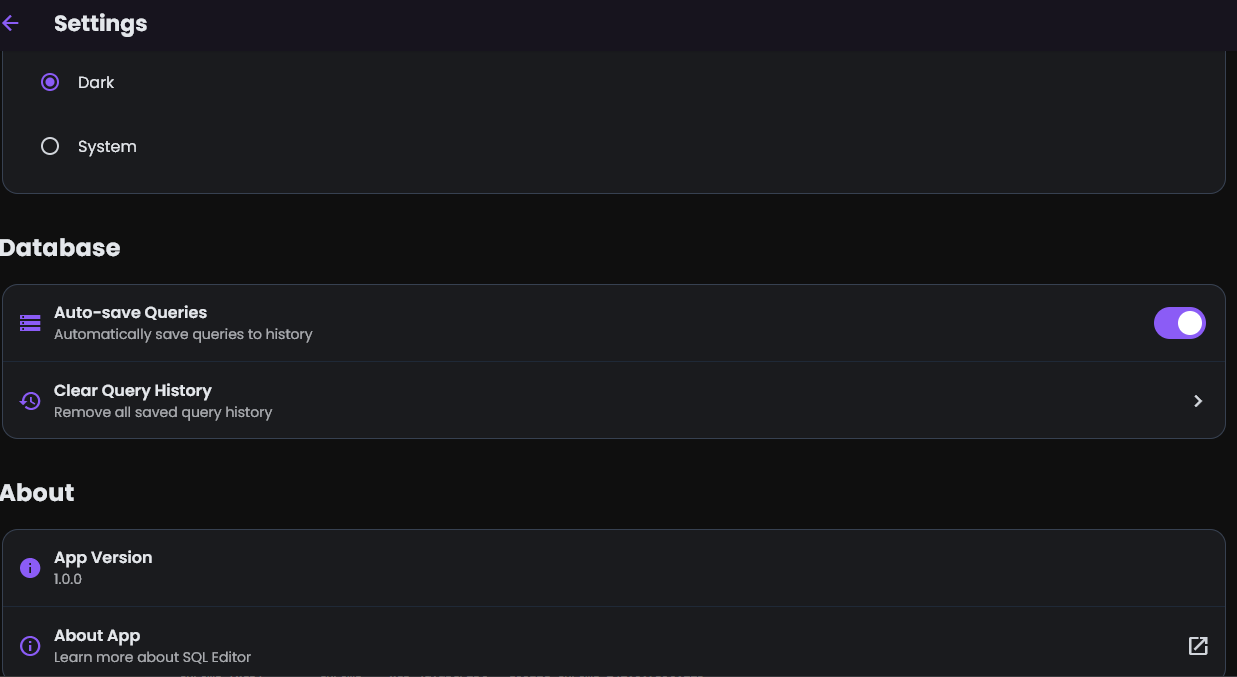 Settings
Dark
System
Database
Auto-save Queries
Automatically save queries to history
Clear Query History
Remove all saved query history
About
App Version
1.0.0
About App
Learn more about SQL Editor